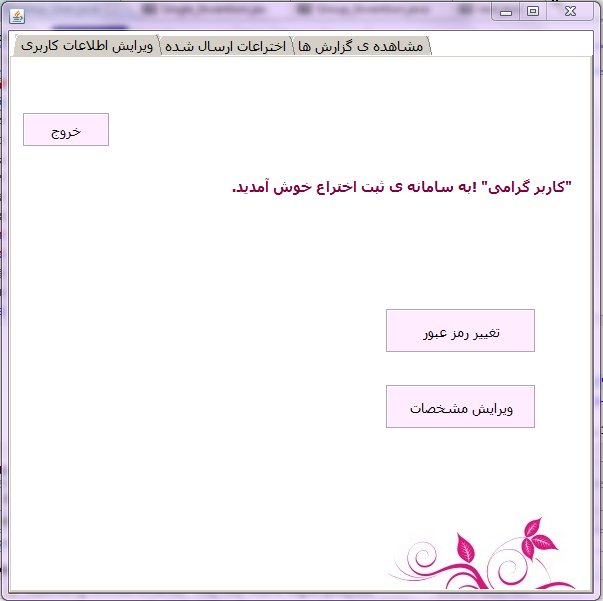 ویرایش اطلاعات کاربری
اختراعات ارسال شده
مشاهده ی گزارش ها
خروج
"کاربر گرامی" !به سامانه ی ثبت اختراع خوش آمدید.
تغییر رمز عبور
ویرایش مشخصات